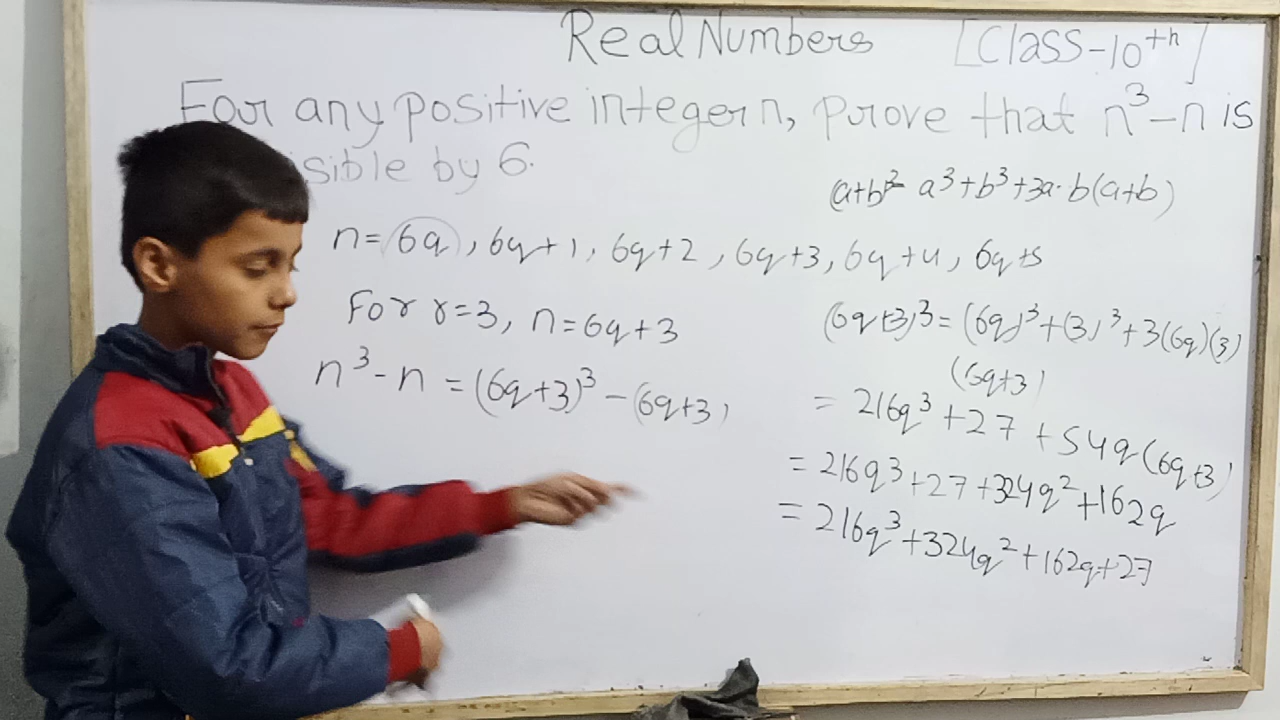 Real Numbers [Class-10th]
For any positive integer n, prove that n³-n is
sible by 6.
(a+b)²= a³+b³+3a·b(a+b)
n=6q, 6q+1, 6q+2, 6q+3, 6q+4, 6q+5
For r=3, n=6q+3
n³-n = (6q+3)³-(6q+3)
(6q+3)³=(6q)³+(3)³+3(6q)(3)
(6q+3)
= 216q³+27+54q(6q+3)
= 216q³+27+324q²+162q
= 216q³+324q²+162q+27